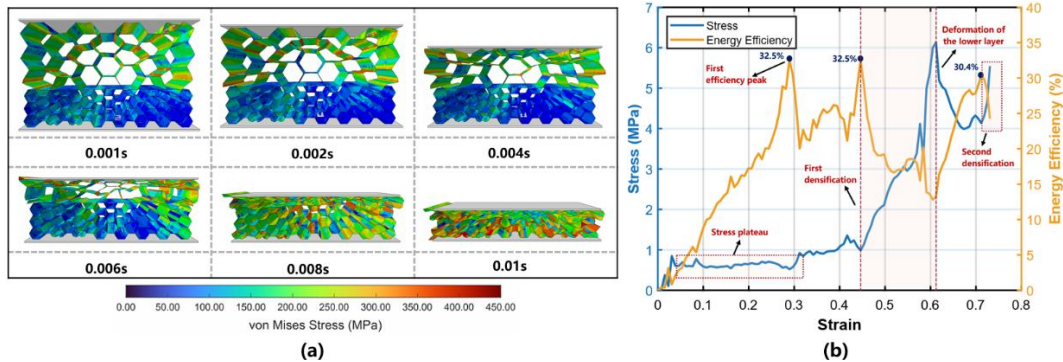 0.001s
0.002s
0.004s
0.006s
0.008s
0.01s
0.00 50.00 100.00 150.00 200.00 250.00 300.00 350.00 400.00 450.00
von Mises Stress (MPa)
(a)
Stress
Energy Efficiency
First
efficiency peak
32.5%
32.5%
Deformation of
the lower layer
30.4%
First
densification
Second
densification
Stress plateau
Stress (MPa)
7
6
5
4
3
2
1
0
Energy Efficiency (%)
40
35
30
25
20
15
10
5
0
0 0.1 0.2 0.3 0.4 0.5 0.6 0.7 0.8
Strain
(b)